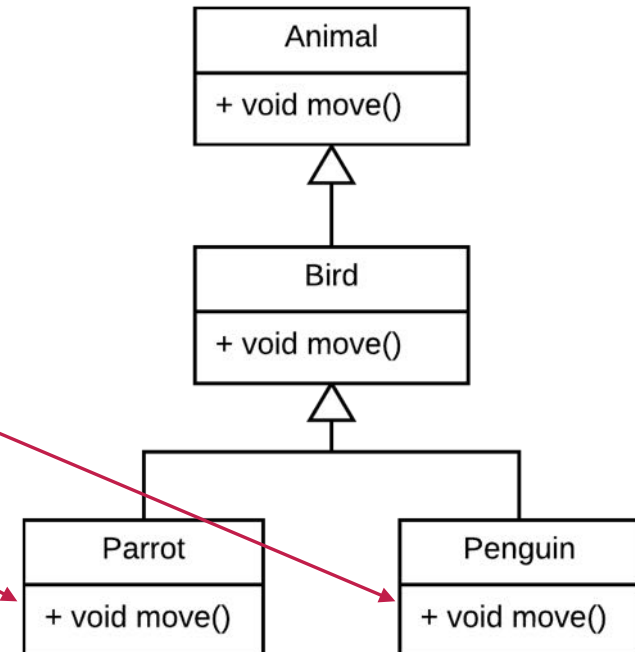 Animal
+ void move()
Bird
+ void move()
Parrot
+ void move()
Penguin
+ void move()